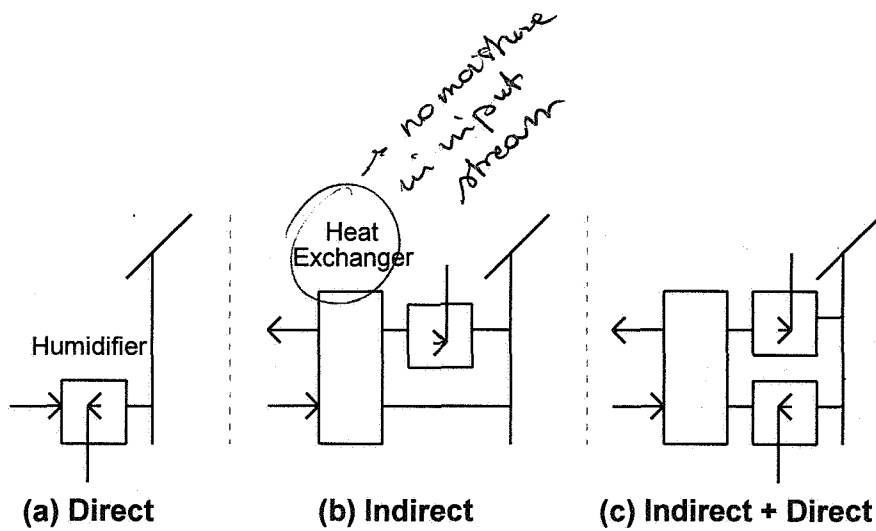 no moisture
in input
stream
Heat
Exchanger
Humidifier
(a) Direct
(b) Indirect
(c) Indirect + Direct